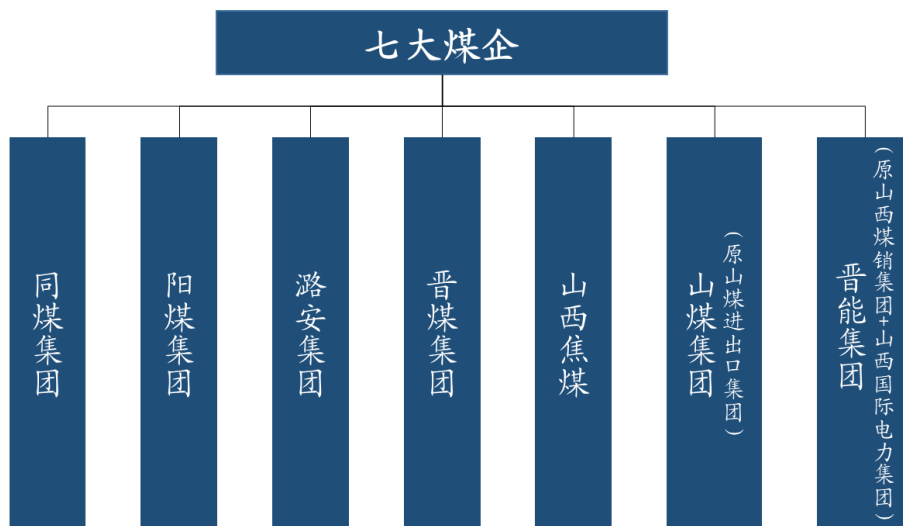 七大煤企
同煤集团
阳煤集团
潞安集团
晋煤集团
山西焦煤
山煤集团
(原山煤进出口集团)
晋能集团
(原山西煤销集团+山西国际电力集团)